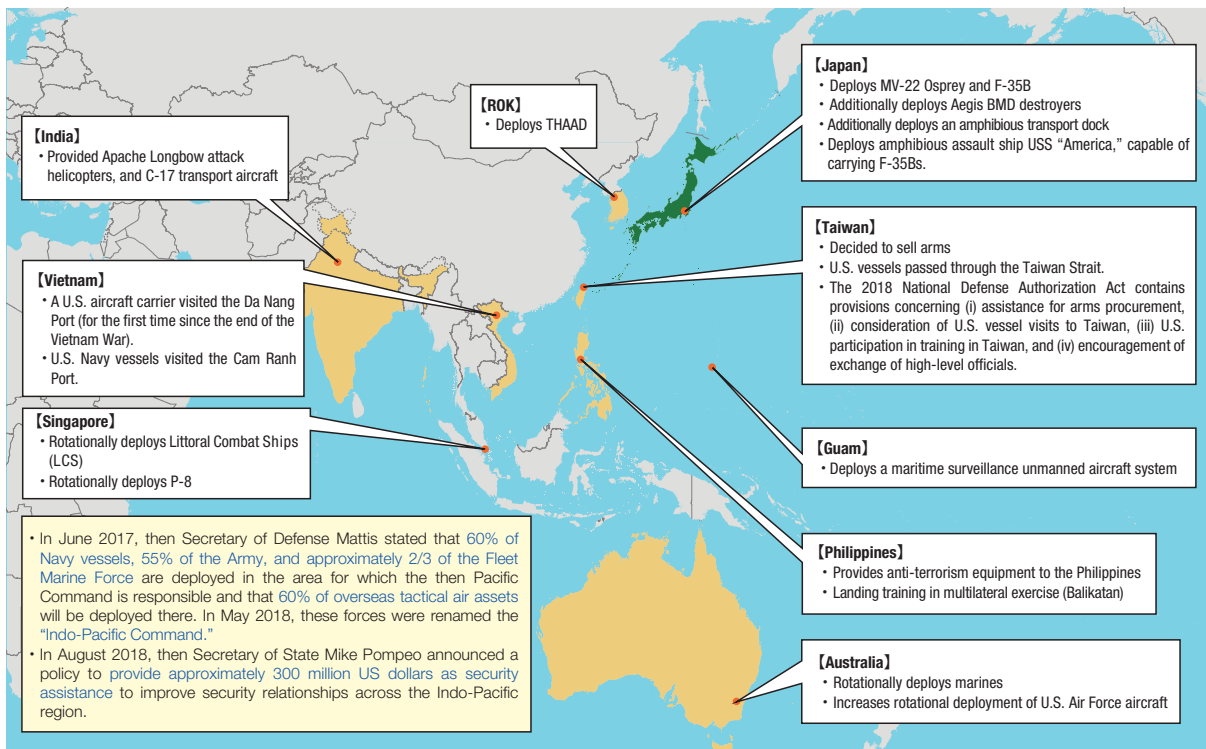 【India】
• Provided Apache Longbow attack
helicopters, and C-17 transport aircraft
【Vietnam】
• A U.S. aircraft carrier visited the Da Nang
Port (for the first time since the end of the
Vietnam War).
• U.S. Navy vessels visited the Cam Ranh
Port.
【Singapore】
• Rotationally deploys Littoral Combat Ships
(LCS)
• Rotationally deploys P-8
【ROK】
• Deploys THAAD
【Japan】
• Deploys MV-22 Osprey and F-35B
• Additionally deploys Aegis BMD destroyers
• Additionally deploys an amphibious transport dock
• Deploys amphibious assault ship USS “America,” capable of
carrying F-35Bs.
【Taiwan】
• Decided to sell arms
• U.S. vessels passed through the Taiwan Strait.
• The 2018 National Defense Authorization Act contains
provisions concerning (i) assistance for arms procurement,
(ii) consideration of U.S. vessel visits to Taiwan, (iii) U.S.
participation in training in Taiwan, and (iv) encouragement of
exchange of high-level officials.
【Guam】
• Deploys a maritime surveillance unmanned aircraft system
【Philippines】
• Provides anti-terrorism equipment to the Philippines
• Landing training in multilateral exercise (Balikatan)
【Australia】
• Rotationally deploys marines
• Increases rotational deployment of U.S. Air Force aircraft
• In June 2017, then Secretary of Defense Mattis stated that 60% of
Navy vessels, 55% of the Army, and approximately 2/3 of the Fleet
Marine Force are deployed in the area for which the then Pacific
Command is responsible and that 60% of overseas tactical air assets
will be deployed there. In May 2018, these forces were renamed the
“Indo-Pacific Command.”
• In August 2018, then Secretary of State Mike Pompeo announced a
policy to provide approximately 300 million US dollars as security
assistance to improve security relationships across the Indo-Pacific
region.